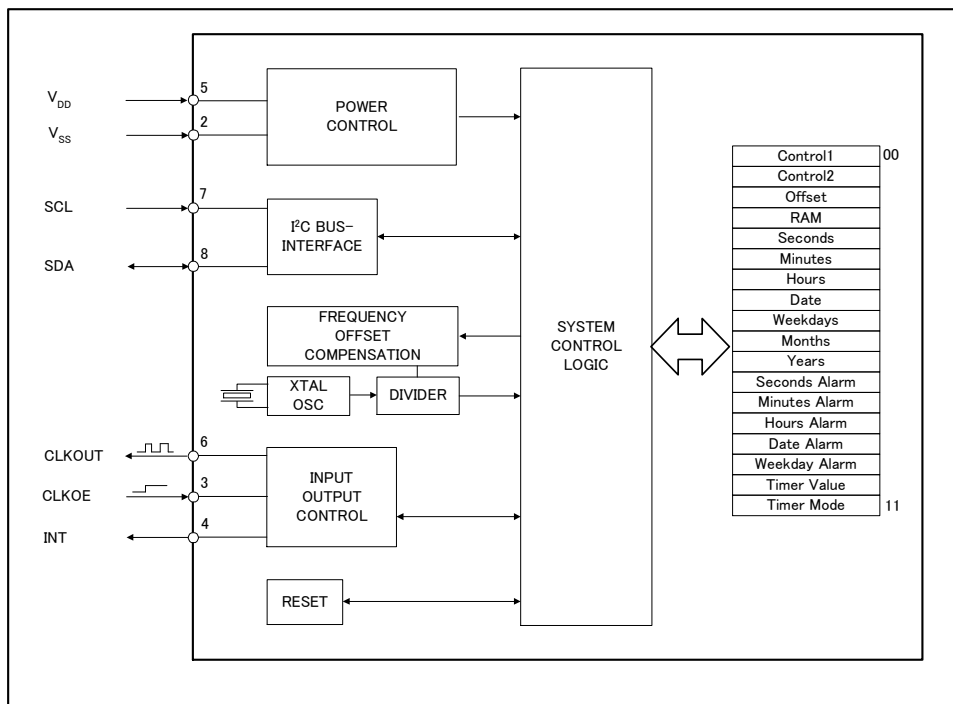 V_DD
5
V_SS
2
POWER
CONTROL
SCL
7
SDA
8
I²C BUS-
INTERFACE
FREQUENCY
OFFSET
COMPENSATION
XTAL
OSC
DIVIDER
CLKOUT
6
CLKOE
3
INT
4
INPUT
OUTPUT
CONTROL
RESET
SYSTEM
CONTROL
LOGIC
Control1 00
Control2
Offset
RAM
Seconds
Minutes
Hours
Date
Weekdays
Months
Years
Seconds Alarm
Minutes Alarm
Hours Alarm
Date Alarm
Weekday Alarm
Timer Value
Timer Mode 11